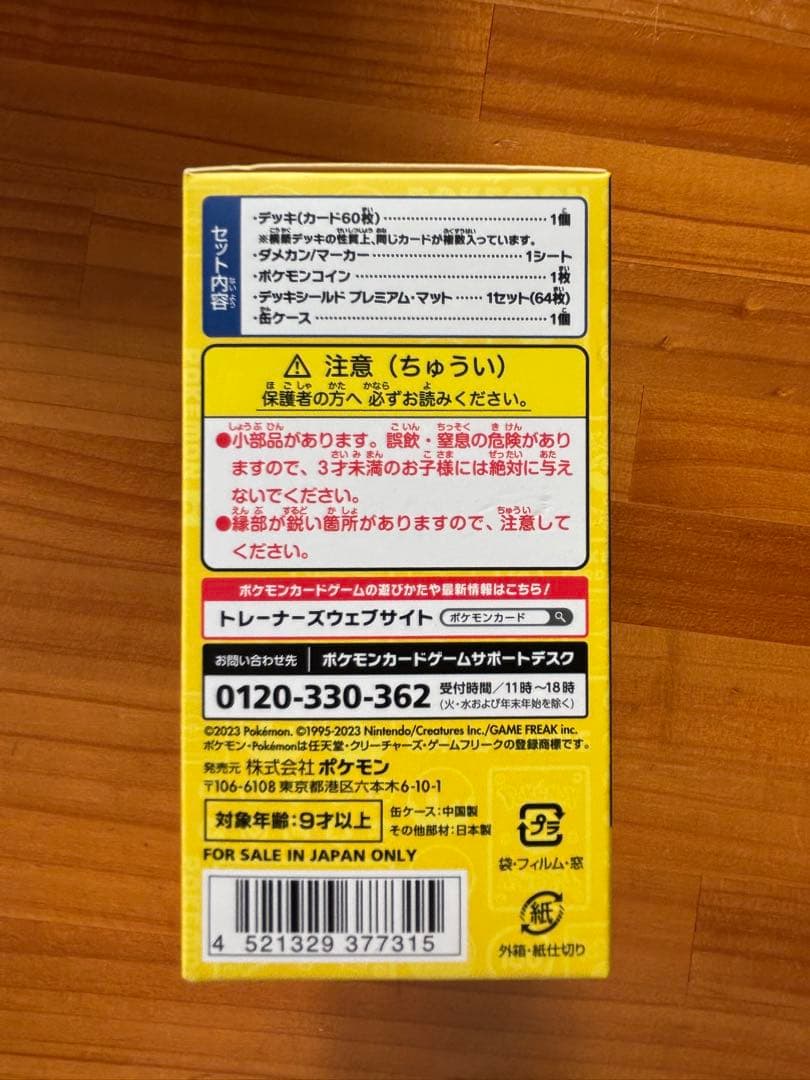 セット内容
・デッキ(カード60枚)……1個
※構築デッキの性質上、同じカードが複数入っています。
・ダメカン/マーカー……1シート
・ポケモンコイン……1枚
・デッキシールド プレミアム・マット……1セット(64枚)
・缶ケース……1個
⚠ 注意（ちゅうい）
保護者の方へ 必ずお読みください。
●小部品があります。誤飲・窒息の危険があり
ますので、3才未満のお子様には絶対に与え
ないでください。
●縁部が鋭い箇所がありますので、注意して
ください。
ポケモンカードゲームの遊びかたや最新情報はこちら!
トレーナーズウェブサイト ポケモンカード
お問い合わせ先 ポケモンカードゲームサポートデスク
0120-330-362 受付時間／11時～18時
(火・水および年末年始を除く)
©2023 Pokémon. ©1995-2023 Nintendo/Creatures Inc./GAME FREAK inc.
ポケモン・Pokémonは任天堂・クリーチャーズ・ゲームフリークの登録商標です。
発売元 株式会社 ポケモン
〒106-6108 東京都港区六本木6-10-1
対象年齢:9才以上
缶ケース:中国製
その他部材:日本製
プラ
袋・フィルム・窓
FOR SALE IN JAPAN ONLY
4 521329 377315
紙
外箱・紙仕切り